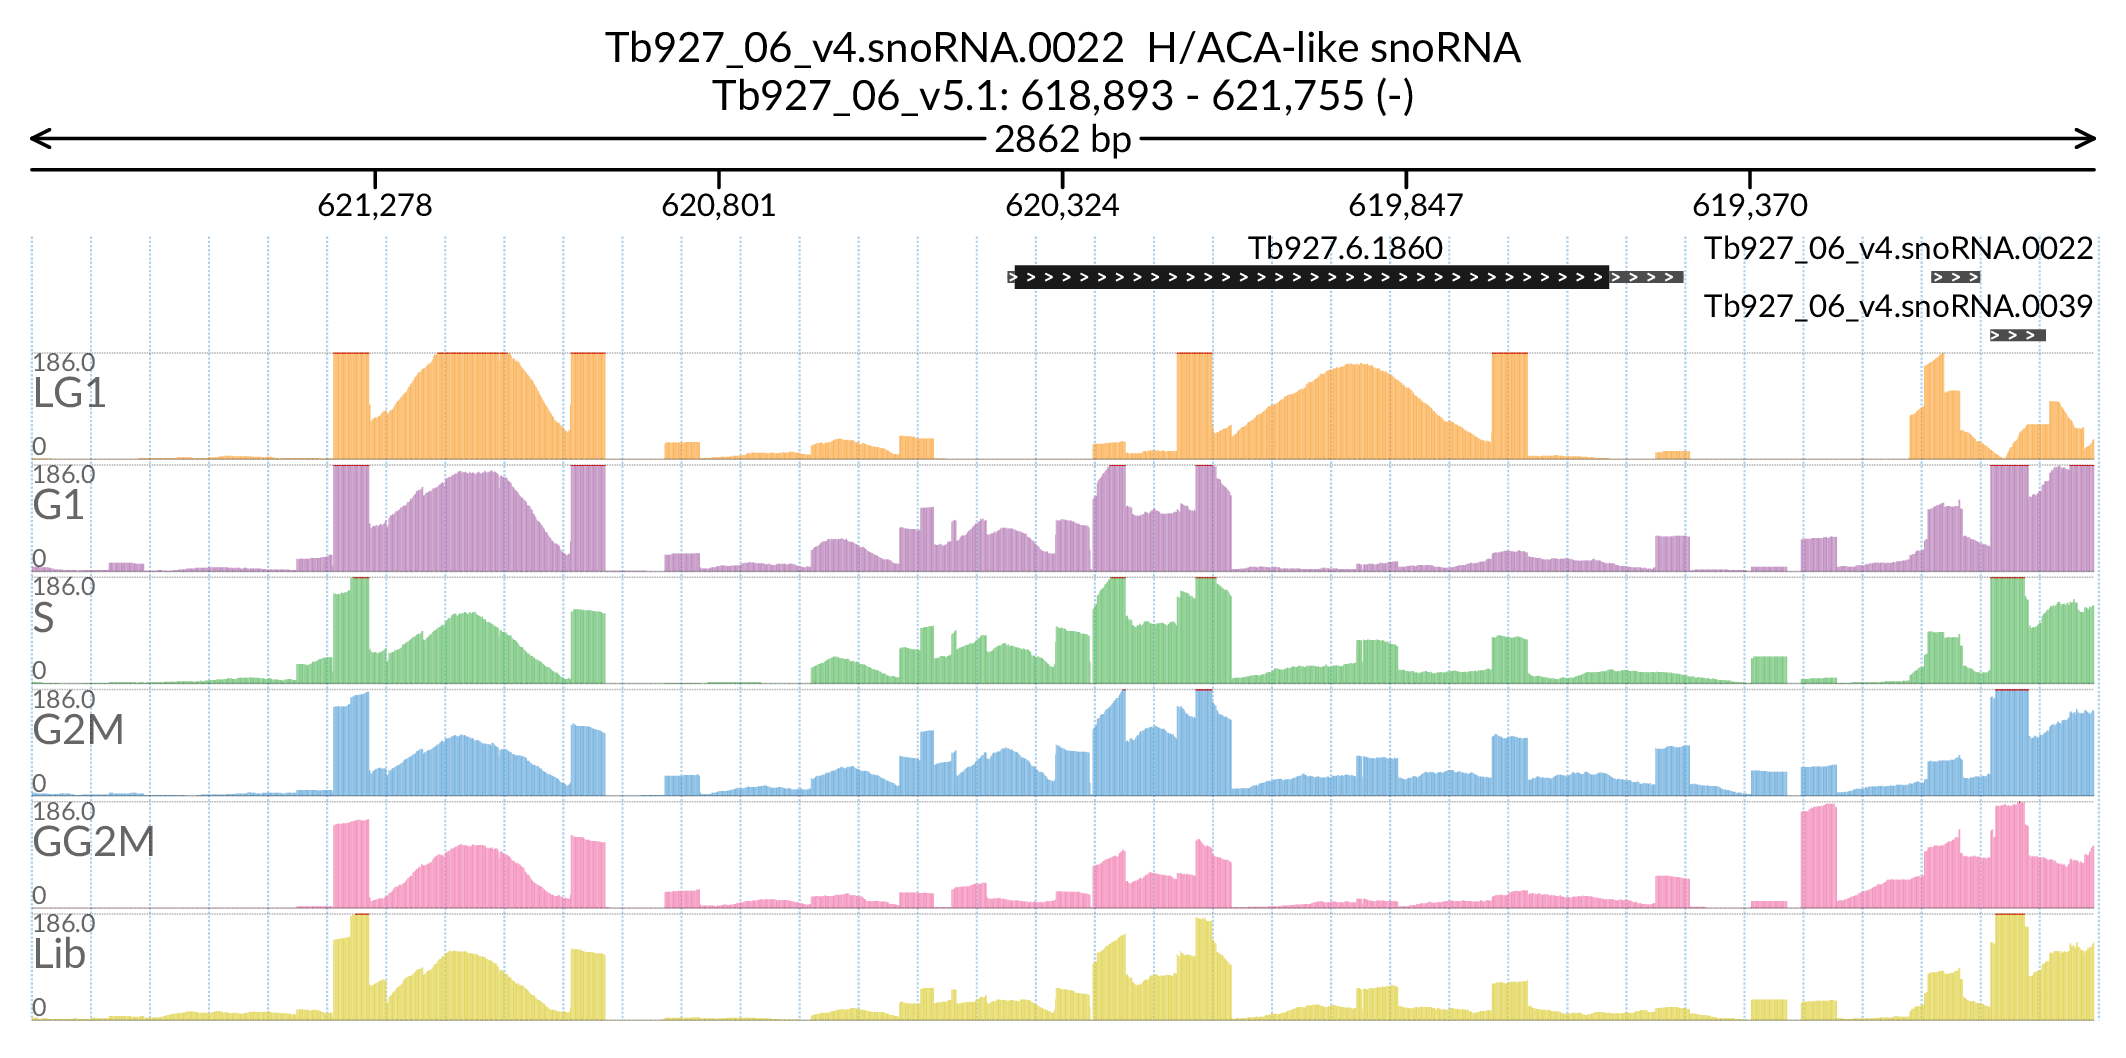 Tb927_06_v4.snoRNA.0022  H/ACA-like snoRNA
Tb927_06_v5.1: 618,893 - 621,755 (-)
2862 bp
621,278 620,801 620,324 619,847 619,370
Tb927.6.1860 Tb927_06_v4.snoRNA.0022
Tb927_06_v4.snoRNA.0039
186.0
LG1
0
186.0
G1
0
186.0
S
0
186.0
G2M
0
186.0
GG2M
0
186.0
Lib
0